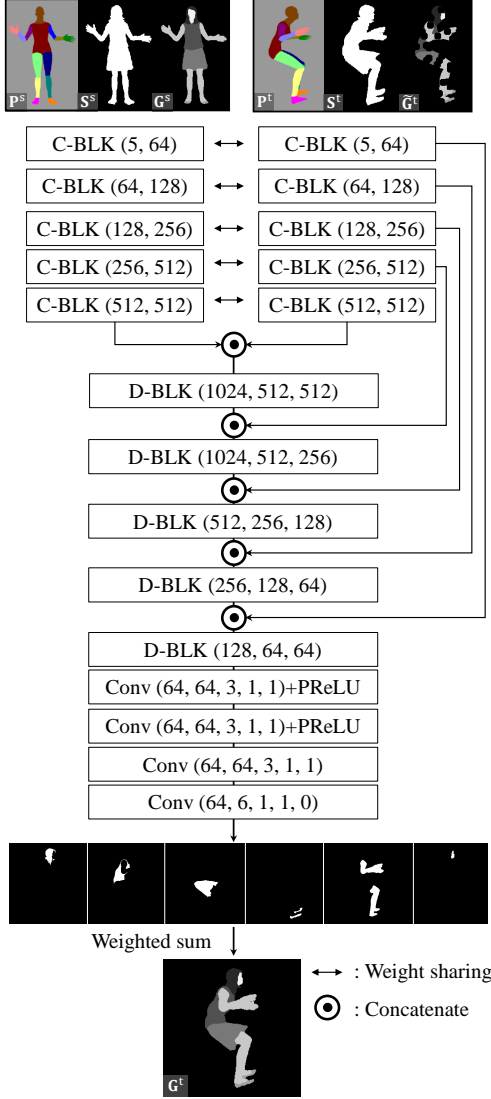 Pˢ Sˢ Gˢ Pᵗ Sᵗ G̃ᵗ
C-BLK (5, 64) C-BLK (5, 64)
C-BLK (64, 128) C-BLK (64, 128)
C-BLK (128, 256) C-BLK (128, 256)
C-BLK (256, 512) C-BLK (256, 512)
C-BLK (512, 512) C-BLK (512, 512)
D-BLK (1024, 512, 512)
D-BLK (1024, 512, 256)
D-BLK (512, 256, 128)
D-BLK (256, 128, 64)
D-BLK (128, 64, 64)
Conv (64, 64, 3, 1, 1)+PReLU
Conv (64, 64, 3, 1, 1)+PReLU
Conv (64, 64, 3, 1, 1)
Conv (64, 6, 1, 1, 0)
Weighted sum
: Weight sharing
: Concatenate
Gᵗ